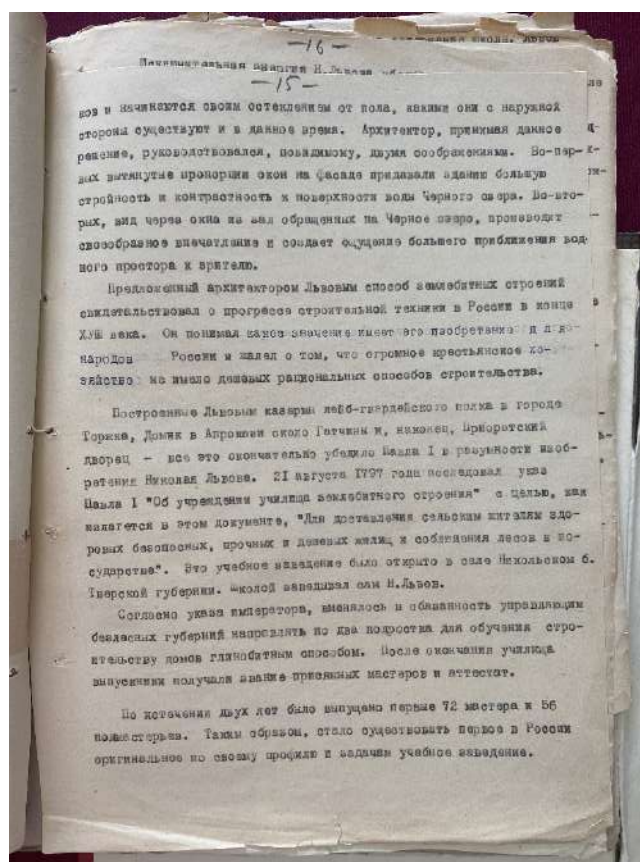 —16—
школа.
Н.Львова
—15—
ков и начинаются своим остеклением от пола, какими они с наружной
стороны существуют и в данное время. Архитектор, принимая данное
решение, руководствовался, повидимому, двумя соображениями. Во-пер-
вых вытянутые пропорции окон на фасаде придавали зданию большую
стройность и контрастность к поверхности воды Черного озера. Во-вто-
рых, вид через окна из зал обращенных на Черное озеро, производит
своеобразное впечатление и создает ощущение большего приближения вод-
ного простора к зрителю.
Предложенный архитектором Львовым способ землебитных строений
свидетельствовал о прогрессе строительной техники в России в конце
ХУШ века. Он понимал какое значение имеет его изобретение для
народов России и жалел о том, что огромное крестьянское хо-
зяйство не имело дешевых рациональных способов строительства.
Построенные Львовым казармы лейб-гвардейского полка в городе
Торжке, Домик в Апрошави около Гатчины и, наконец, Приоратский
дворец — все это окончательно убедило Павла I в разумности изоб-
ретения Николая Львова. 21 августа 1797 года последовал указ
Павла I "Об учреждении училища землебитного строения" с целью, как
излагается в этом документе, "Для доставления сельским жителям здо-
ровых безопасных, прочных и дешевых жилищ и соблюдения лесов в го-
сударстве". Это учебное заведение было открыто в селе Никольском б.
Тверской губернии. Школой заведывал сам Н.Львов.
Согласно указа императора, вменялось в обязанность управляющим
безлесных губерний направлять по два подростка для обучения стро-
ительству домов глинобитным способом. После окончания училища
выпускники получали звание присяжных мастеров и аттестат.
По истечении двух лет было выпущено первые 72 мастера и 56
подмастерьев. Таким образом, стало существовать первое в России
оригинальное по своему профилю и задачам учебное заведение.